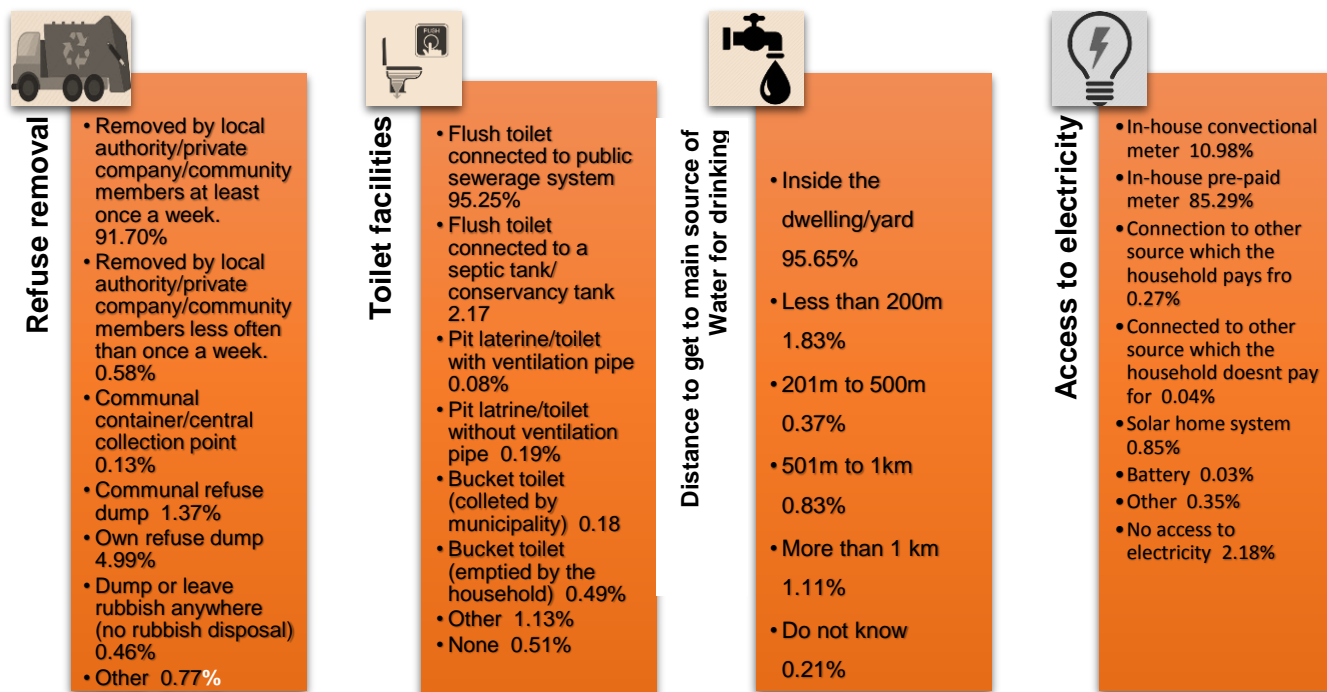 Refuse removal
• Removed by local
authority/private
company/community
members at least
once a week.
91.70%
• Removed by local
authority/private
company/community
members less often
than once a week.
0.58%
• Communal
container/central
collection point
0.13%
• Communal refuse
dump 1.37%
• Own refuse dump
4.99%
• Dump or leave
rubbish anywhere
(no rubbish disposal)
0.46%
• Other 0.77%
PUSH
Toilet facilities
• Flush toilet
connected to public
sewerage system
95.25%
• Flush toilet
connected to a
septic tank/
conservancy tank
2.17
• Pit laterine/toilet
with ventilation pipe
0.08%
• Pit latrine/toilet
without ventilation
pipe 0.19%
• Bucket toilet
(colleted by
municipality) 0.18
• Bucket toilet
(emptied by the
household) 0.49%
• Other 1.13%
• None 0.51%
Distance to get to main source of
Water for drinking
• Inside the
dwelling/yard
95.65%
• Less than 200m
1.83%
• 201m to 500m
0.37%
• 501m to 1km
0.83%
• More than 1 km
1.11%
• Do not know
0.21%
Access to electricity
• In-house convectional
meter 10.98%
• In-house pre-paid
meter 85.29%
• Connection to other
source which the
household pays fro
0.27%
• Connected to other
source which the
household doesnt pay
for 0.04%
• Solar home system
0.85%
• Battery 0.03%
• Other 0.35%
• No access to
electricity 2.18%